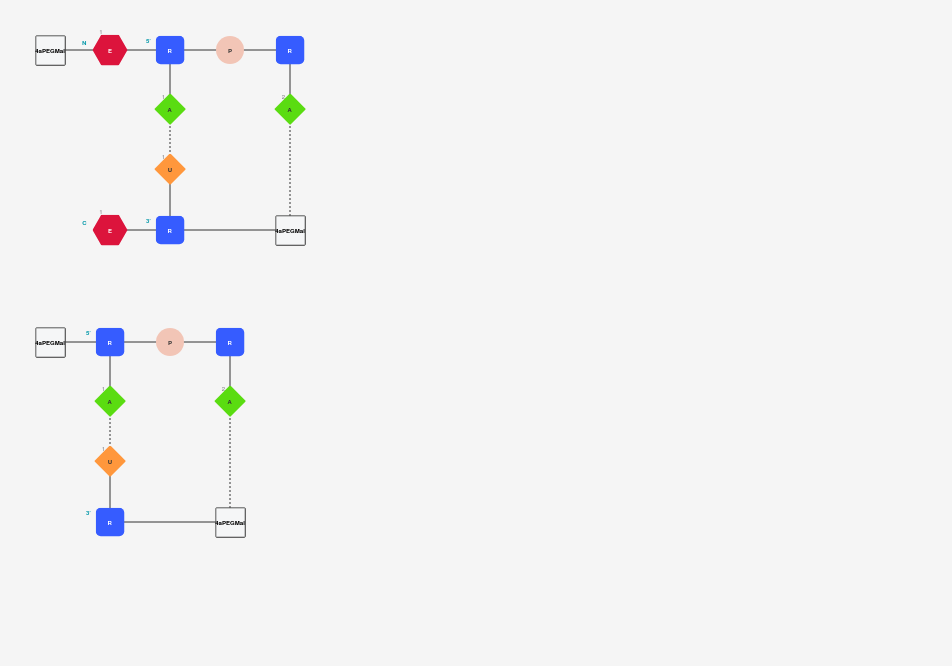 1
N 5'
4aPEGMal E R P R
1 2
A A
1
U
1
C 3'
E R 4aPEGMal
5'
4aPEGMal R P R
1 2
A A
1
U
3'
R 4aPEGMal